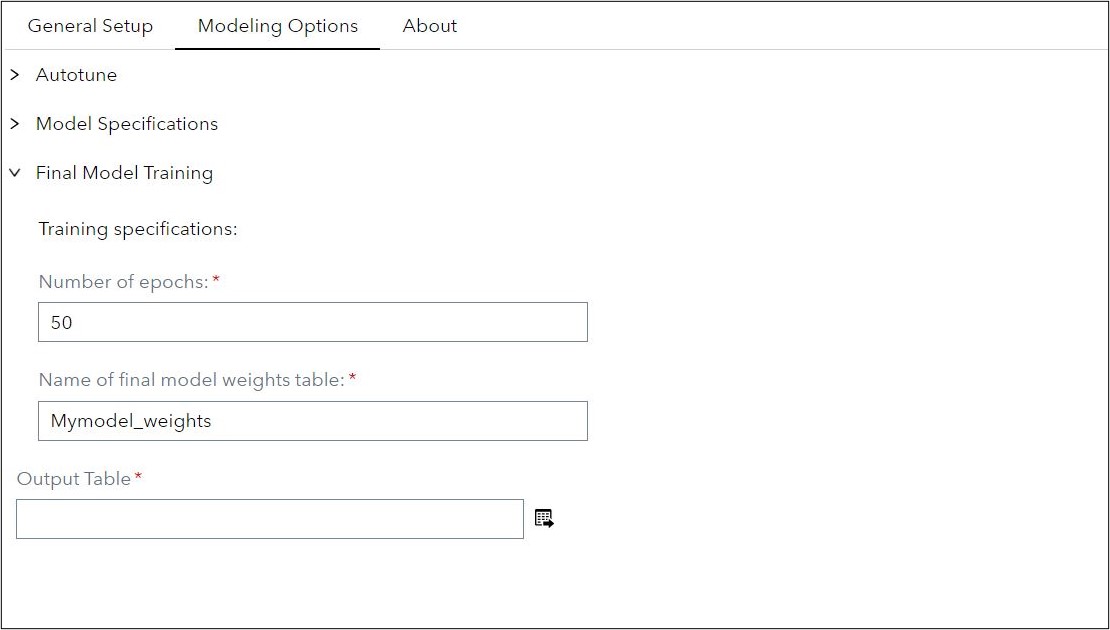 General Setup Modeling Options About
Autotune
Model Specifications
Final Model Training
Training specifications:
Number of epochs:*
50
Name of final model weights table:*
Mymodel_weights
Output Table*